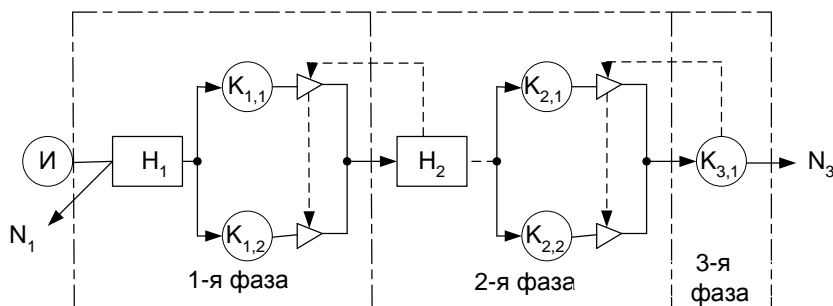 K1,1
K2,1
И
H1
H2
K3,1
N3
N1
K1,2
K2,2
1-я фаза
2-я фаза
3-я
фаза